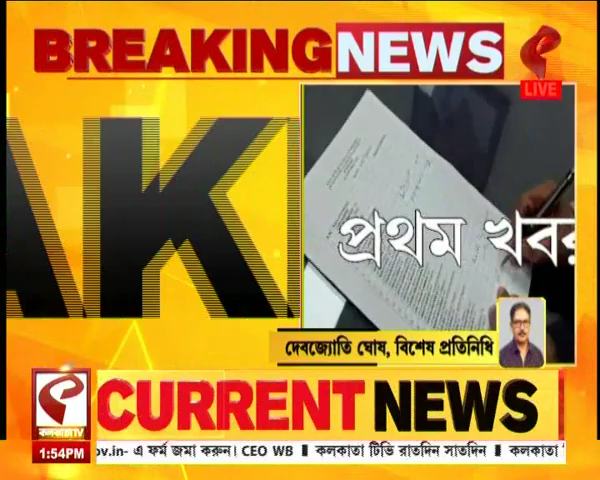 BREAKING NEWS
LIVE
AK
প্রথম খবর
দেবজ্যোতি ঘোষ, বিশেষ প্রতিনিধি
CURRENT NEWS
কলকাতা TV
1:54PM
ov.in- এ ফর্ম জমা করুন। CEO WB ॥ কলকাতা টিভি রাতদিন সাতদিন ॥ কলকাতা